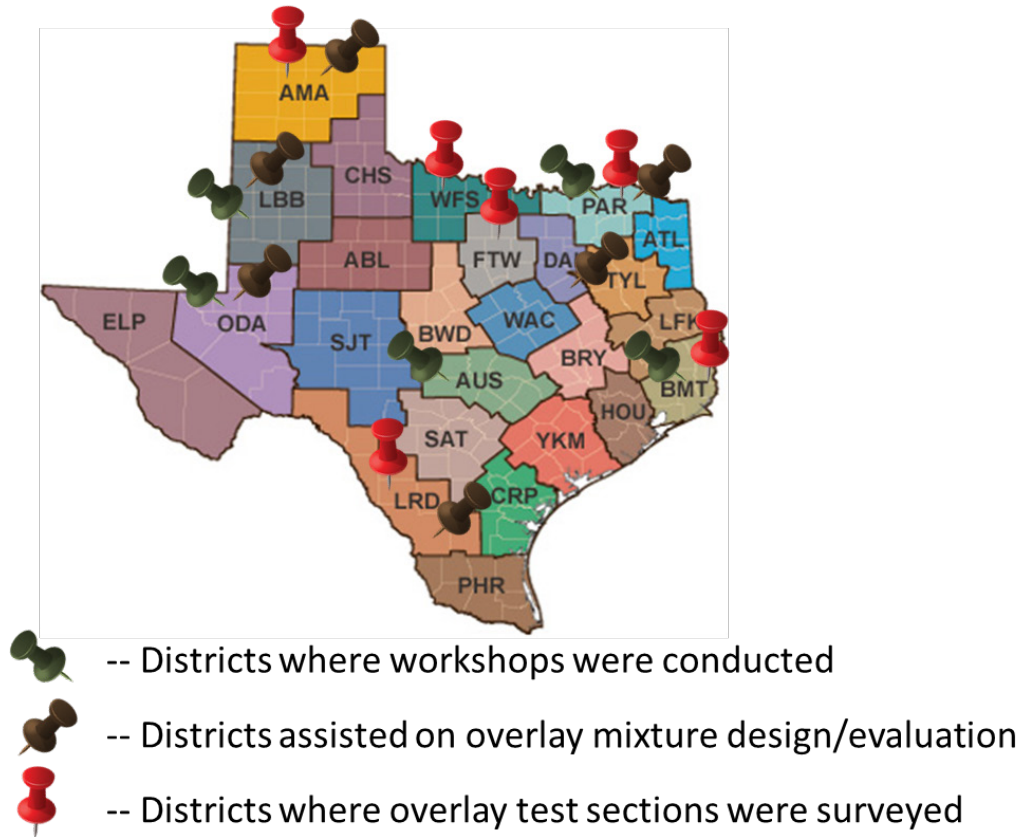 AMA
CHS
LBB
WFS
PAR
ATL
ABL
FTW
DA
TYL
ELP
ODA
SJT
BWD
WAC
LFK
BRY
AUS
BMT
HOU
SAT
YKM
LRD
CRP
PHR
-- Districts where workshops were conducted
-- Districts assisted on overlay mixture design/evaluation
-- Districts where overlay test sections were surveyed